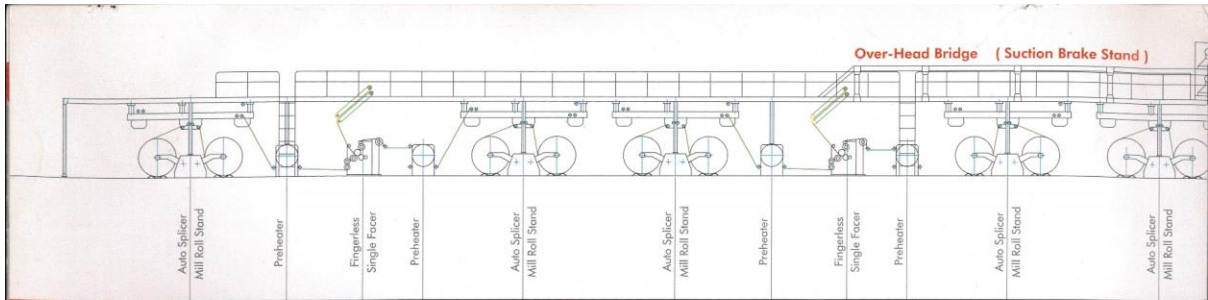 Over-Head Bridge ( Suction Brake Stand )
Auto Splicer
Mill Roll Stand
Preheater
Fingerless
Single Facer
Preheater
Auto Splicer
Mill Roll Stand
Auto Splicer
Mill Roll Stand
Preheater
Fingerless
Single Facer
Preheater
Auto Splicer
Mill Roll Stand
Auto Splicer
Mill Roll Stand